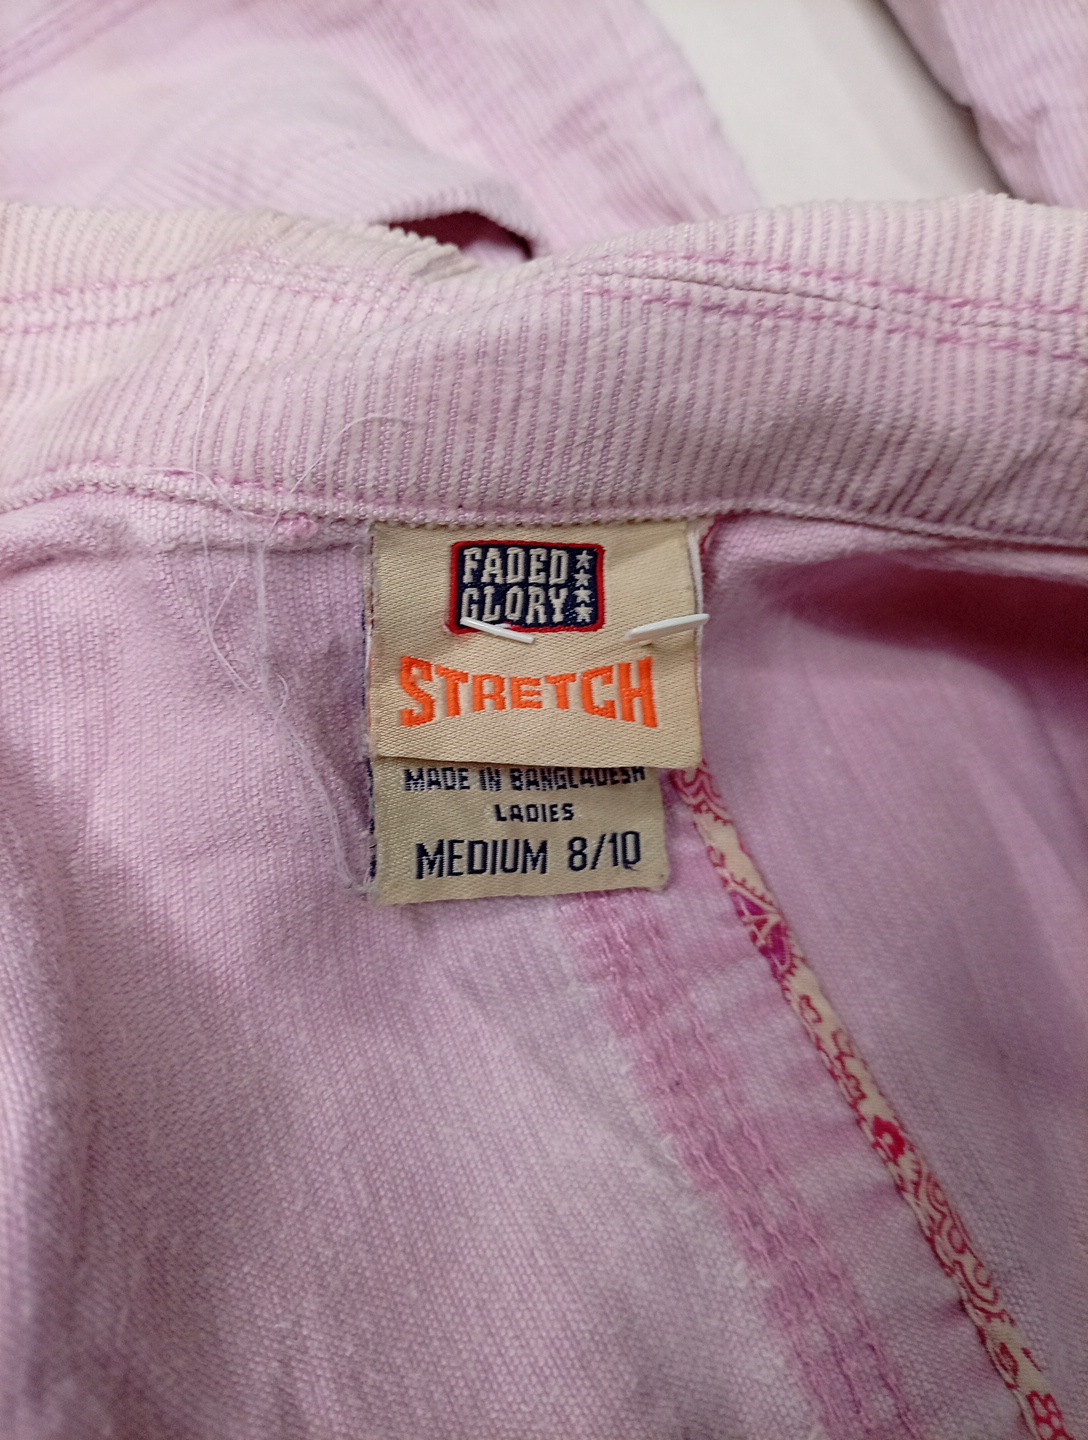 FADED
GLORY
STRETCH
MADE IN BANGLADESH
LADIES
MEDIUM 8/10